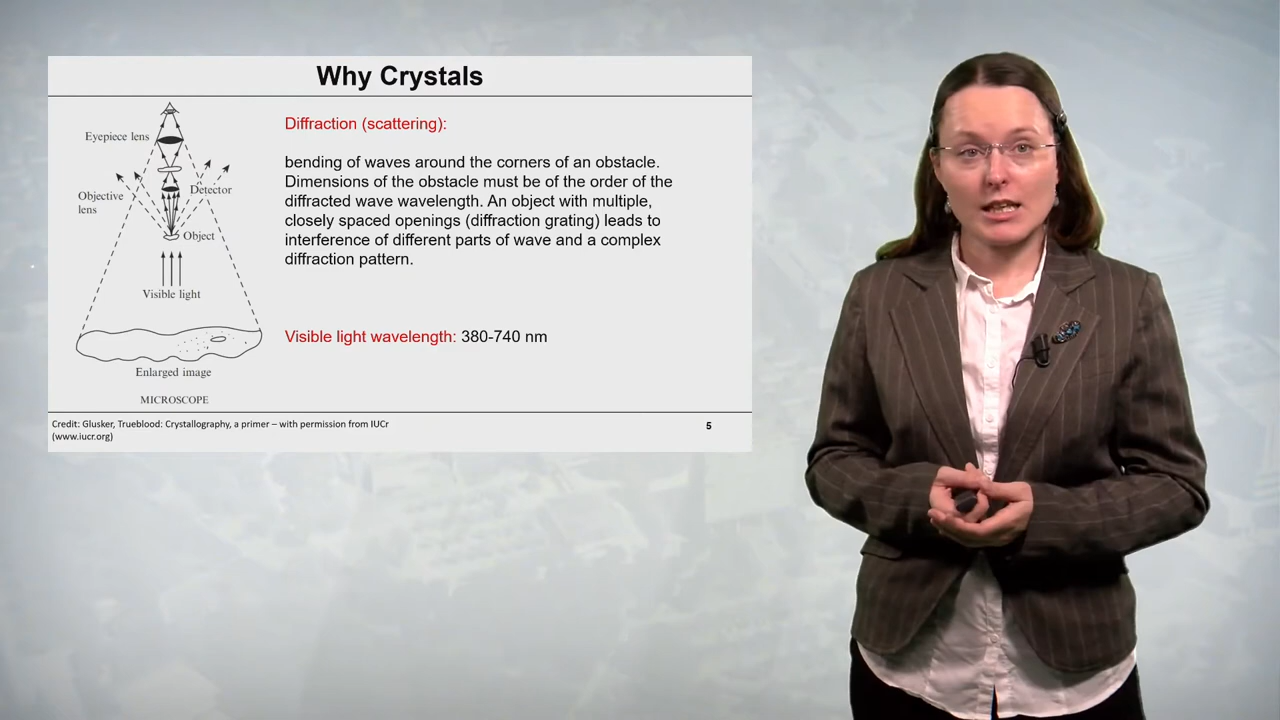 Why Crystals
Eyepiece lens
Objective
lens
Detector
Object
Visible light
Enlarged image
MICROSCOPE
Diffraction (scattering):
bending of waves around the corners of an obstacle.
Dimensions of the obstacle must be of the order of the
diffracted wave wavelength. An object with multiple,
closely spaced openings (diffraction grating) leads to
interference of different parts of wave and a complex
diffraction pattern.
Visible light wavelength: 380-740 nm
Credit: Glusker, Trueblood: Crystallography, a primer – with permission from IUCr
(www.iucr.org)
5